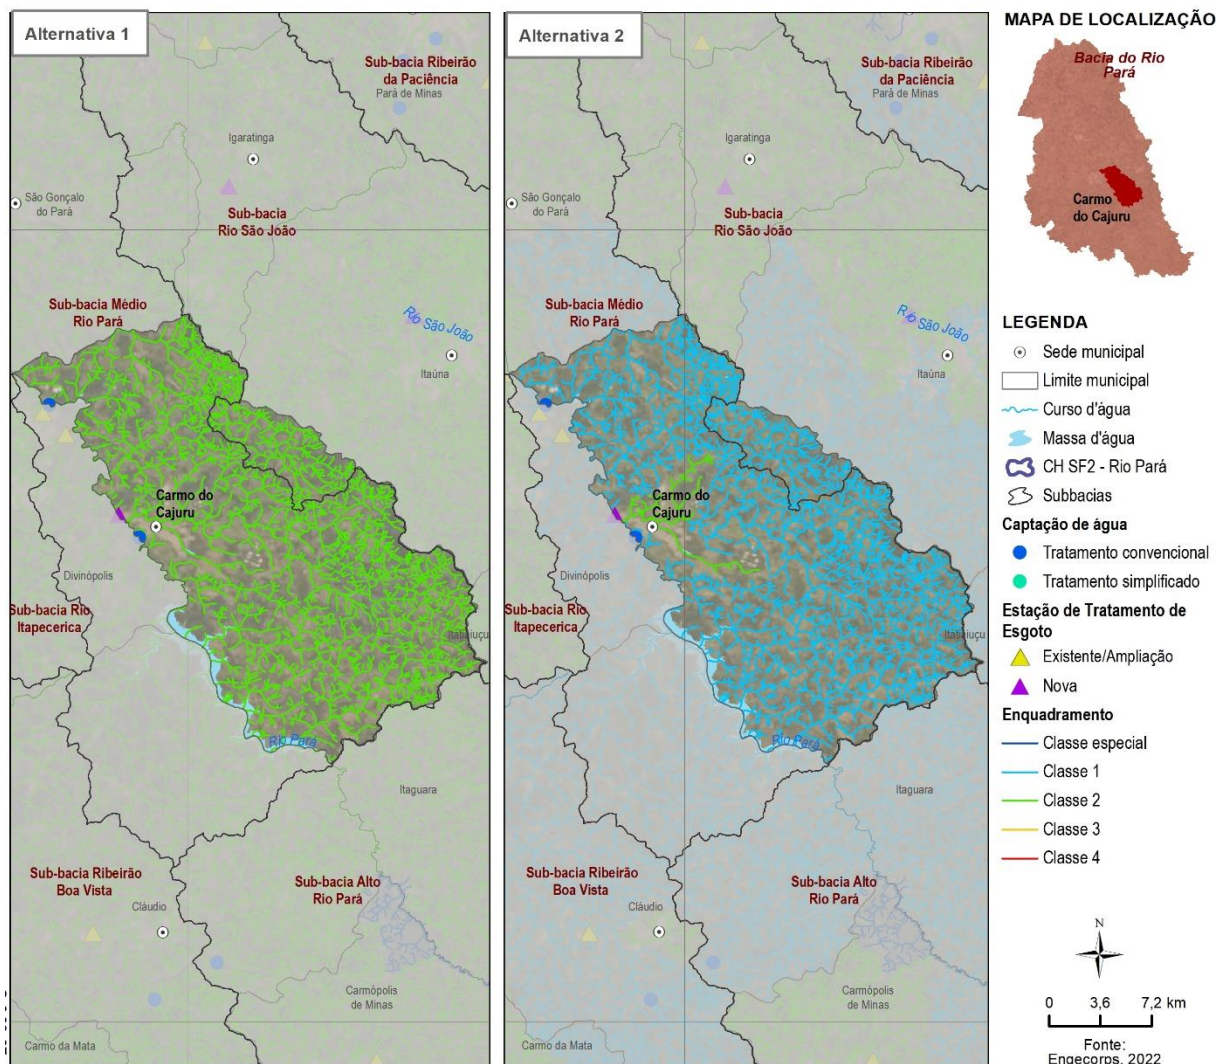 Alternativa 1
Sub-bacia Ribeirão
da Paciência
Pará de Minas
Igaratinga
São Gonçalo
do Pará
Sub-bacia
Rio São João
Sub-bacia Médio
Rio Pará
Rio São João
Itaúna
Carmo do
Cajuru
Divinópolis
Sub-bacia Rio
Itapecerica
Itatiaiuçu
Rio Pará
Itaguara
Sub-bacia Ribeirão
Boa Vista
Sub-bacia Alto
Rio Pará
Cláudio
Carmópolis
de Minas
Carmo da Mata
Alternativa 2
Sub-bacia Ribeirão
da Paciência
Pará de Minas
Igaratinga
São Gonçalo
do Pará
Sub-bacia
Rio São João
Sub-bacia Médio
Rio Pará
Rio São João
Itaúna
Carmo do
Cajuru
Divinópolis
Sub-bacia Rio
Itapecerica
Itatiaiuçu
Rio Pará
Itaguara
Sub-bacia Ribeirão
Boa Vista
Sub-bacia Alto
Rio Pará
Cláudio
Carmópolis
de Minas
Carmo da Mata
MAPA DE LOCALIZAÇÃO
Bacia do Rio
Pará
Carmo
do Cajuru
LEGENDA
Sede municipal
Limite municipal
Curso d'água
Massa d'água
CH SF2 - Rio Pará
Subbacias
Captação de água
Tratamento convencional
Tratamento simplificado
Estação de Tratamento de
Esgoto
Existente/Ampliação
Nova
Enquadramento
Classe especial
Classe 1
Classe 2
Classe 3
Classe 4
N
0 3,6 7,2 km
Fonte:
Engecorps, 2022